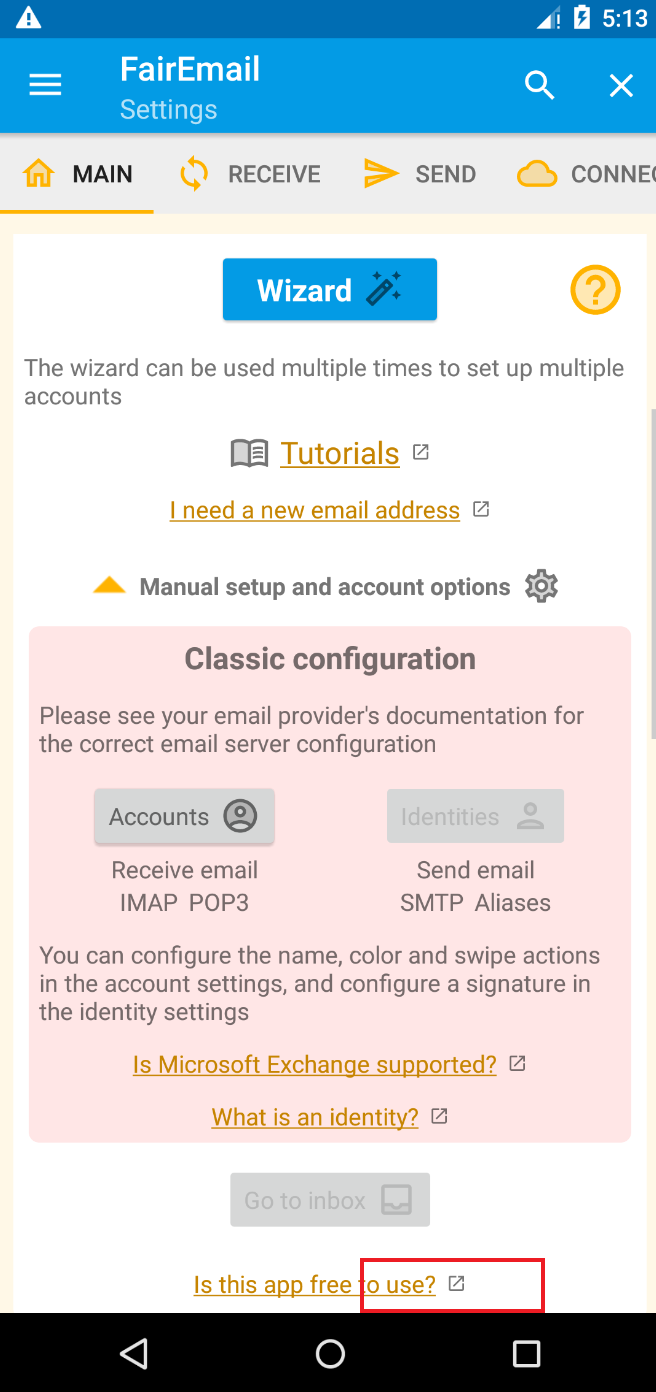 5:13
FairEmail
Settings
MAIN RECEIVE SEND CONNEC
Wizard
The wizard can be used multiple times to set up multiple
accounts
Tutorials
I need a new email address
Manual setup and account options
Classic configuration
Please see your email provider's documentation for
the correct email server configuration
Accounts Identities
Receive email Send email
IMAP POP3 SMTP Aliases
You can configure the name, color and swipe actions
in the account settings, and configure a signature in
the identity settings
Is Microsoft Exchange supported?
What is an identity?
Go to inbox
Is this app free to use?